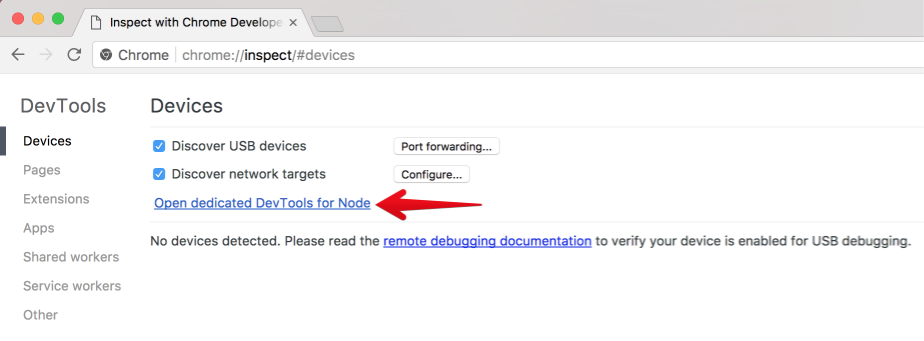 Inspect with Chrome Develope
Chrome chrome://inspect/#devices
DevTools
Devices
Pages
Extensions
Apps
Shared workers
Service workers
Other
Devices
Discover USB devices Port forwarding...
Discover network targets Configure...
Open dedicated DevTools for Node
No devices detected. Please read the remote debugging documentation to verify your device is enabled for USB debugging.